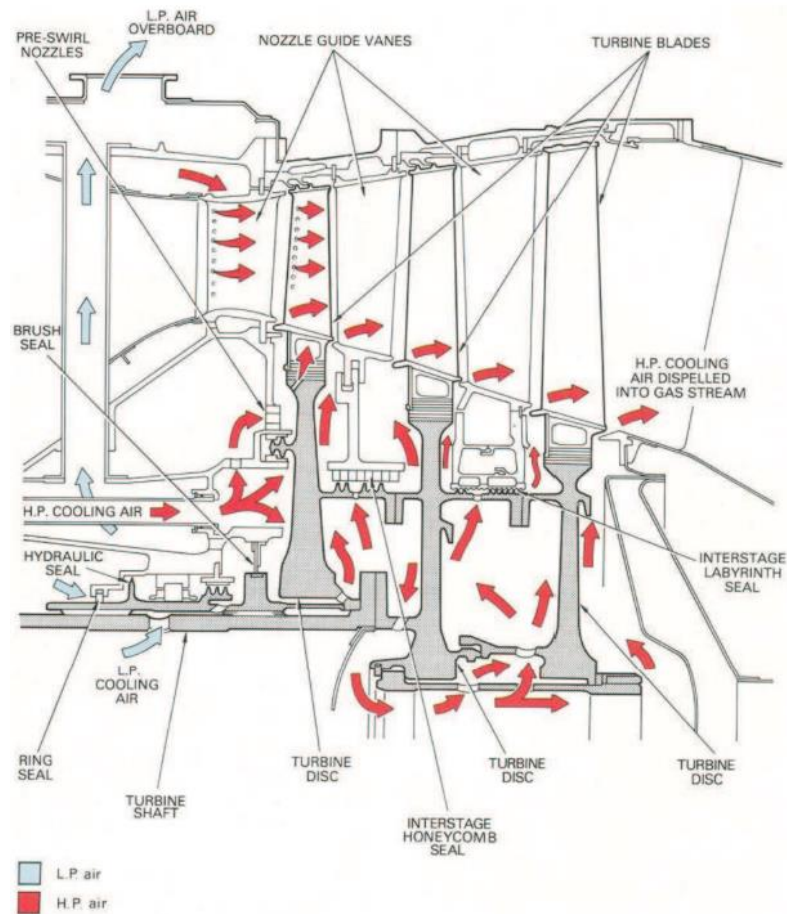 L.P. AIR
OVERBOARD
PRE-SWIRL
NOZZLES
NOZZLE GUIDE VANES
TURBINE BLADES
BRUSH
SEAL
H.P. COOLING
AIR DISPELLED
INTO GAS STREAM
H.P. COOLING AIR
HYDRAULIC
SEAL
INTERSTAGE
LABYRINTH
SEAL
L.P.
COOLING
AIR
RING
SEAL
TURBINE
SHAFT
TURBINE
DISC
INTERSTAGE
HONEYCOMB
SEAL
TURBINE
DISC
TURBINE
DISC
L.P. air
H.P. air